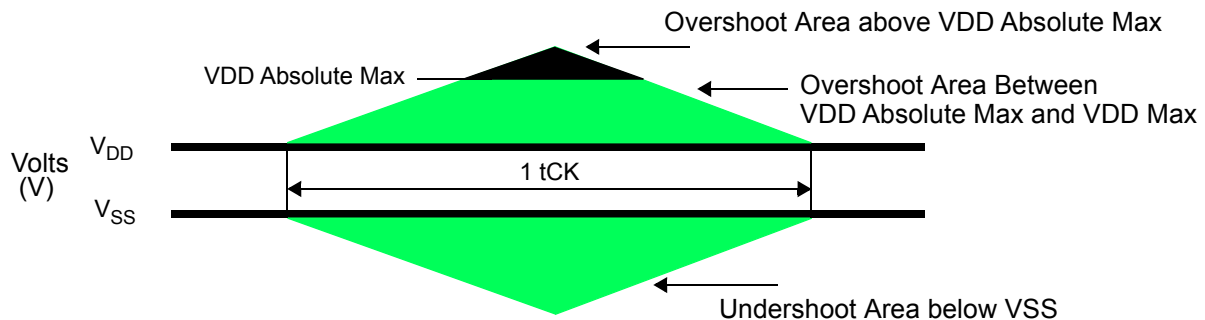 Overshoot Area above VDD Absolute Max
VDD Absolute Max
Overshoot Area Between
VDD Absolute Max and VDD Max
Volts
(V)
VDD
1 tCK
VSS
Undershoot Area below VSS